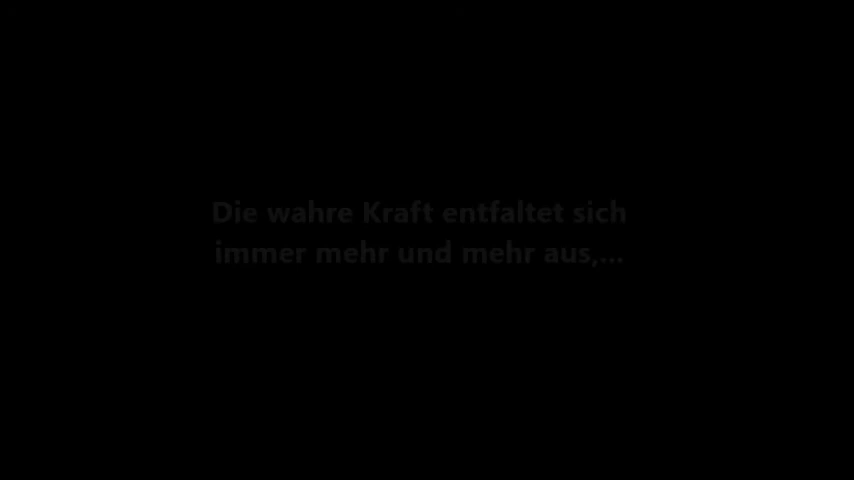 Die wahre Kraft entfaltet sich
immer mehr und mehr aus,...